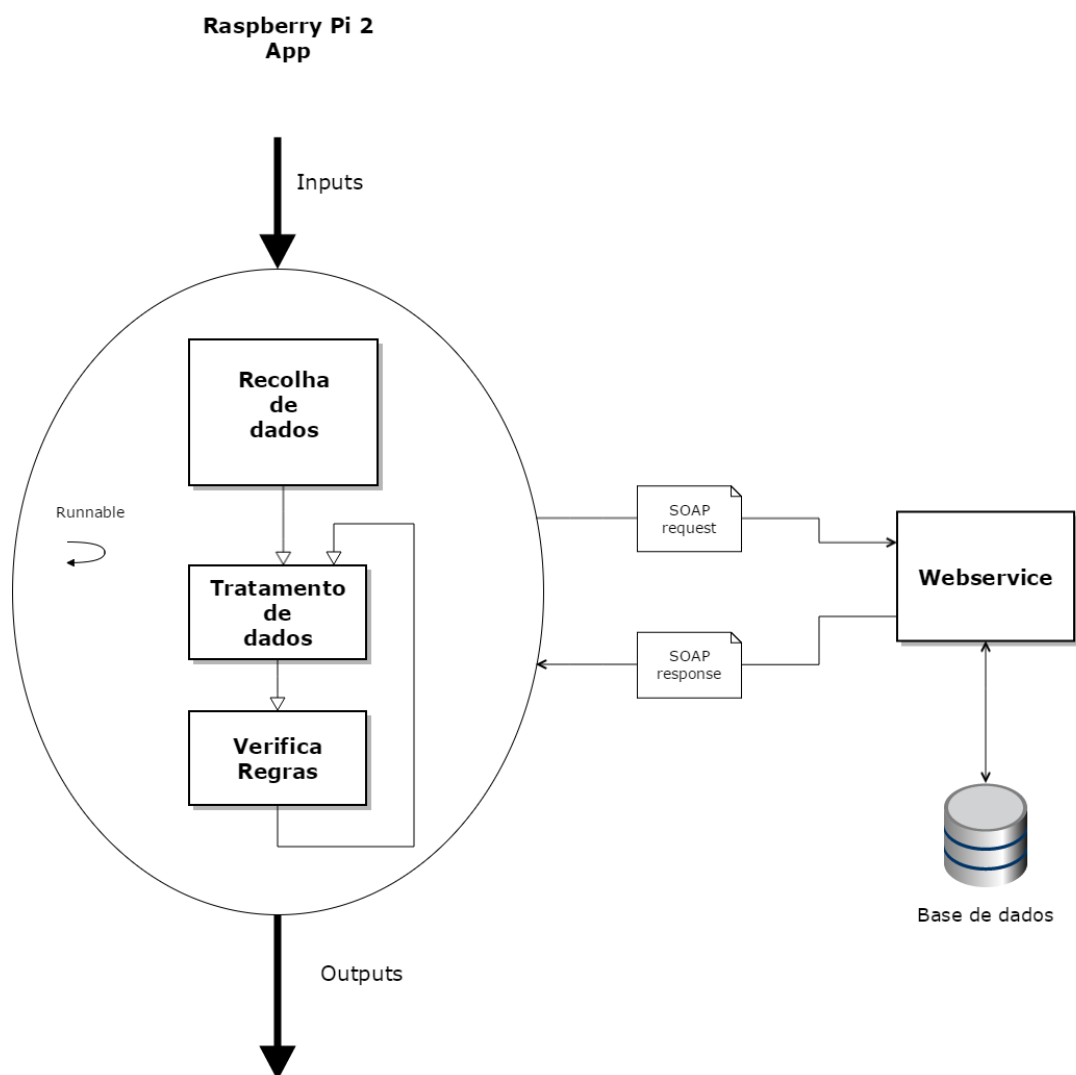 Raspberry Pi 2
App
Inputs
Recolha
de
dados
Runnable
Tratamento
de
dados
Verifica
Regras
SOAP
request
Webservice
SOAP
response
Base de dados
Outputs